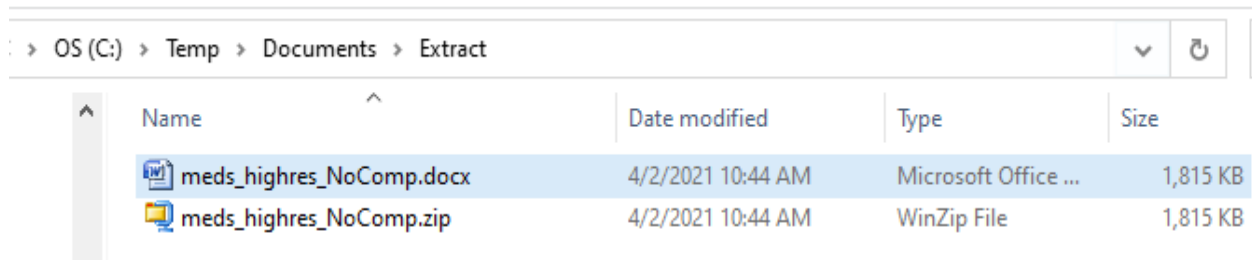 > OS (C:) > Temp > Documents > Extract
Name Date modified Type Size
meds_highres_NoComp.docx 4/2/2021 10:44 AM Microsoft Office ... 1,815 KB
meds_highres_NoComp.zip 4/2/2021 10:44 AM WinZip File 1,815 KB